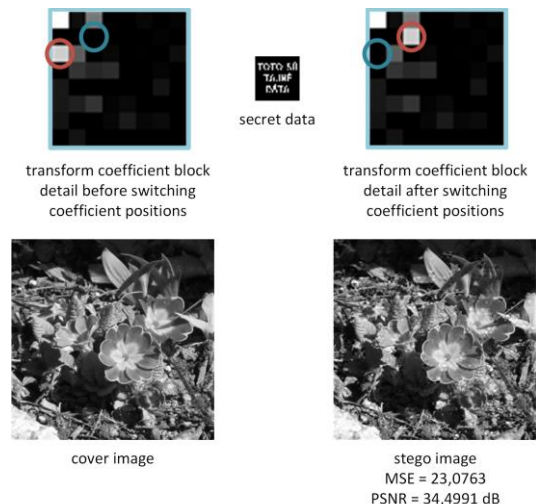 TOTO SÚ
TAJNÉ
DÁTA
secret data
transform coefficient block
detail before switching
coefficient positions
transform coefficient block
detail after switching
coefficient positions
cover image
stego image
MSE = 23,0763
PSNR = 34,4991 dB